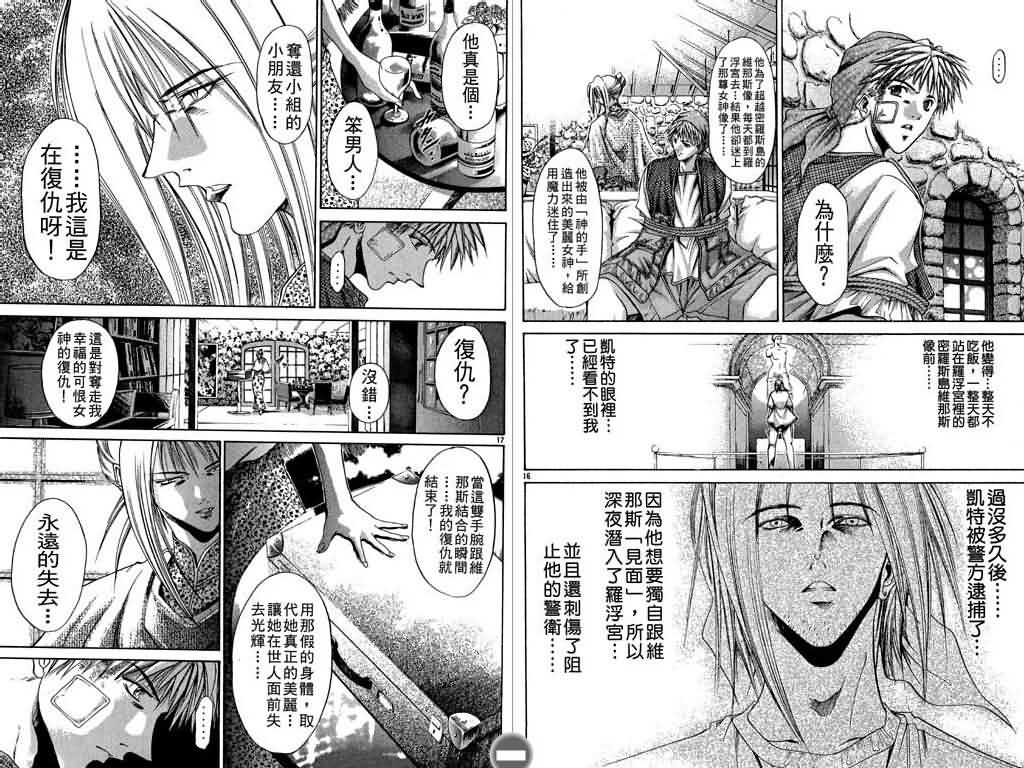 ⋯⋯
為什麼？
他為了超越密羅斯島的
維那斯像，每天都到羅
浮宮去⋯結果他卻迷上
了那尊女神像了⋯
他被由「神的手」所創
造出來的美麗女神，給
用魔力迷住了⋯
他變得⋯整天不
吃飯，一整天都
站在羅浮宮裡的
密羅斯島維那斯
像前⋯⋯
凱特的眼裡⋯
已經看不到我
了⋯⋯
16
過沒多久後⋯⋯
凱特被警方逮捕了⋯
因為他想要獨自跟維
那斯「見面」，所以
深夜潛入了羅浮宮⋯
並且還刺傷了阻
止他的警衛⋯⋯
他真是個⋯
笨男人⋯
奪還小組的
小朋友⋯
⋯⋯我這是
在復仇呀！
⋯⋯
復仇？
沒錯⋯
這是對奪走我
幸福的可恨女
神的復仇！
17
當這雙手腕跟維
那斯結合的瞬間
⋯⋯我的復仇就
結束了！
用那假的身體，取
代她真正的美麗⋯
讓她在世人面前失
去光輝⋯⋯
永遠的失去⋯
⋯⋯